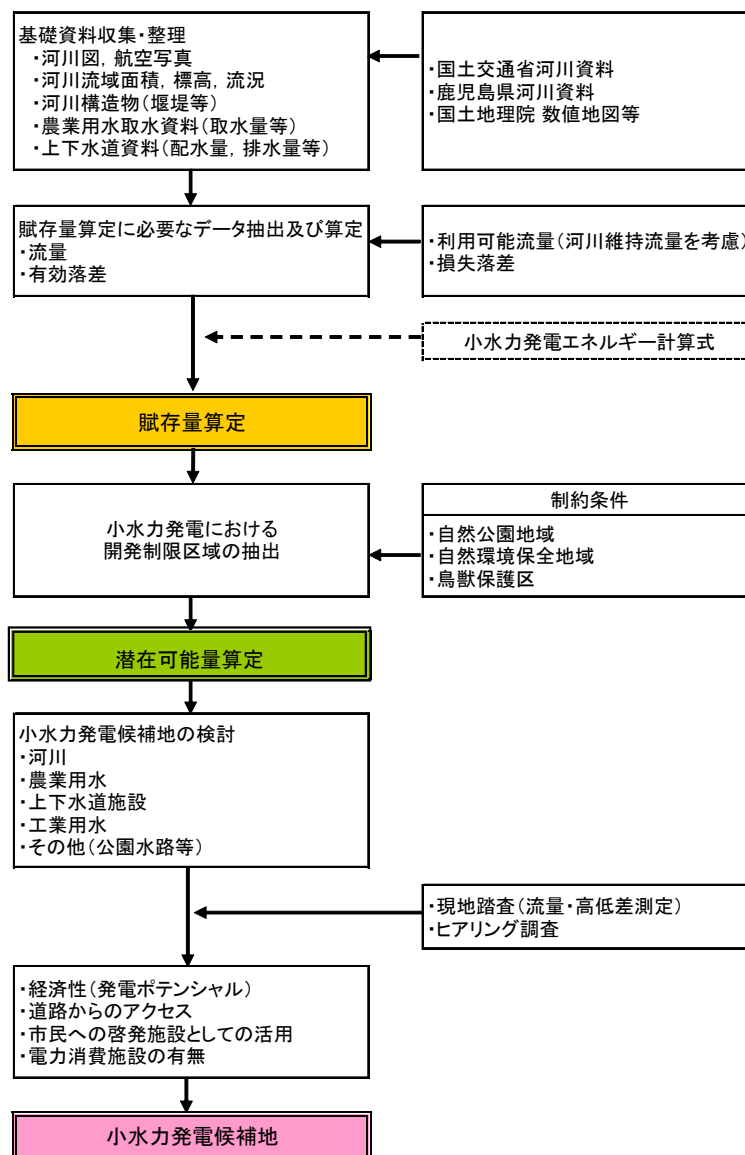 基礎資料収集・整理
・河川図, 航空写真
・河川流域面積, 標高, 流況
・河川構造物(堰堤等)
・農業用水取水資料(取水量等)
・上下水道資料(配水量, 排水量等)
・国土交通省河川資料
・鹿児島県河川資料
・国土地理院 数値地図等
賦存量算定に必要なデータ抽出及び算定
・流量
・有効落差
・利用可能流量(河川維持流量を考慮)
・損失落差
小水力発電エネルギー計算式
賦存量算定
小水力発電における
開発制限区域の抽出
制約条件
・自然公園地域
・自然環境保全地域
・鳥獣保護区
潜在可能量算定
小水力発電候補地の検討
・河川
・農業用水
・上下水道施設
・工業用水
・その他(公園水路等)
・現地踏査(流量・高低差測定)
・ヒアリング調査
・経済性(発電ポテンシャル)
・道路からのアクセス
・市民への啓発施設としての活用
・電力消費施設の有無
小水力発電候補地